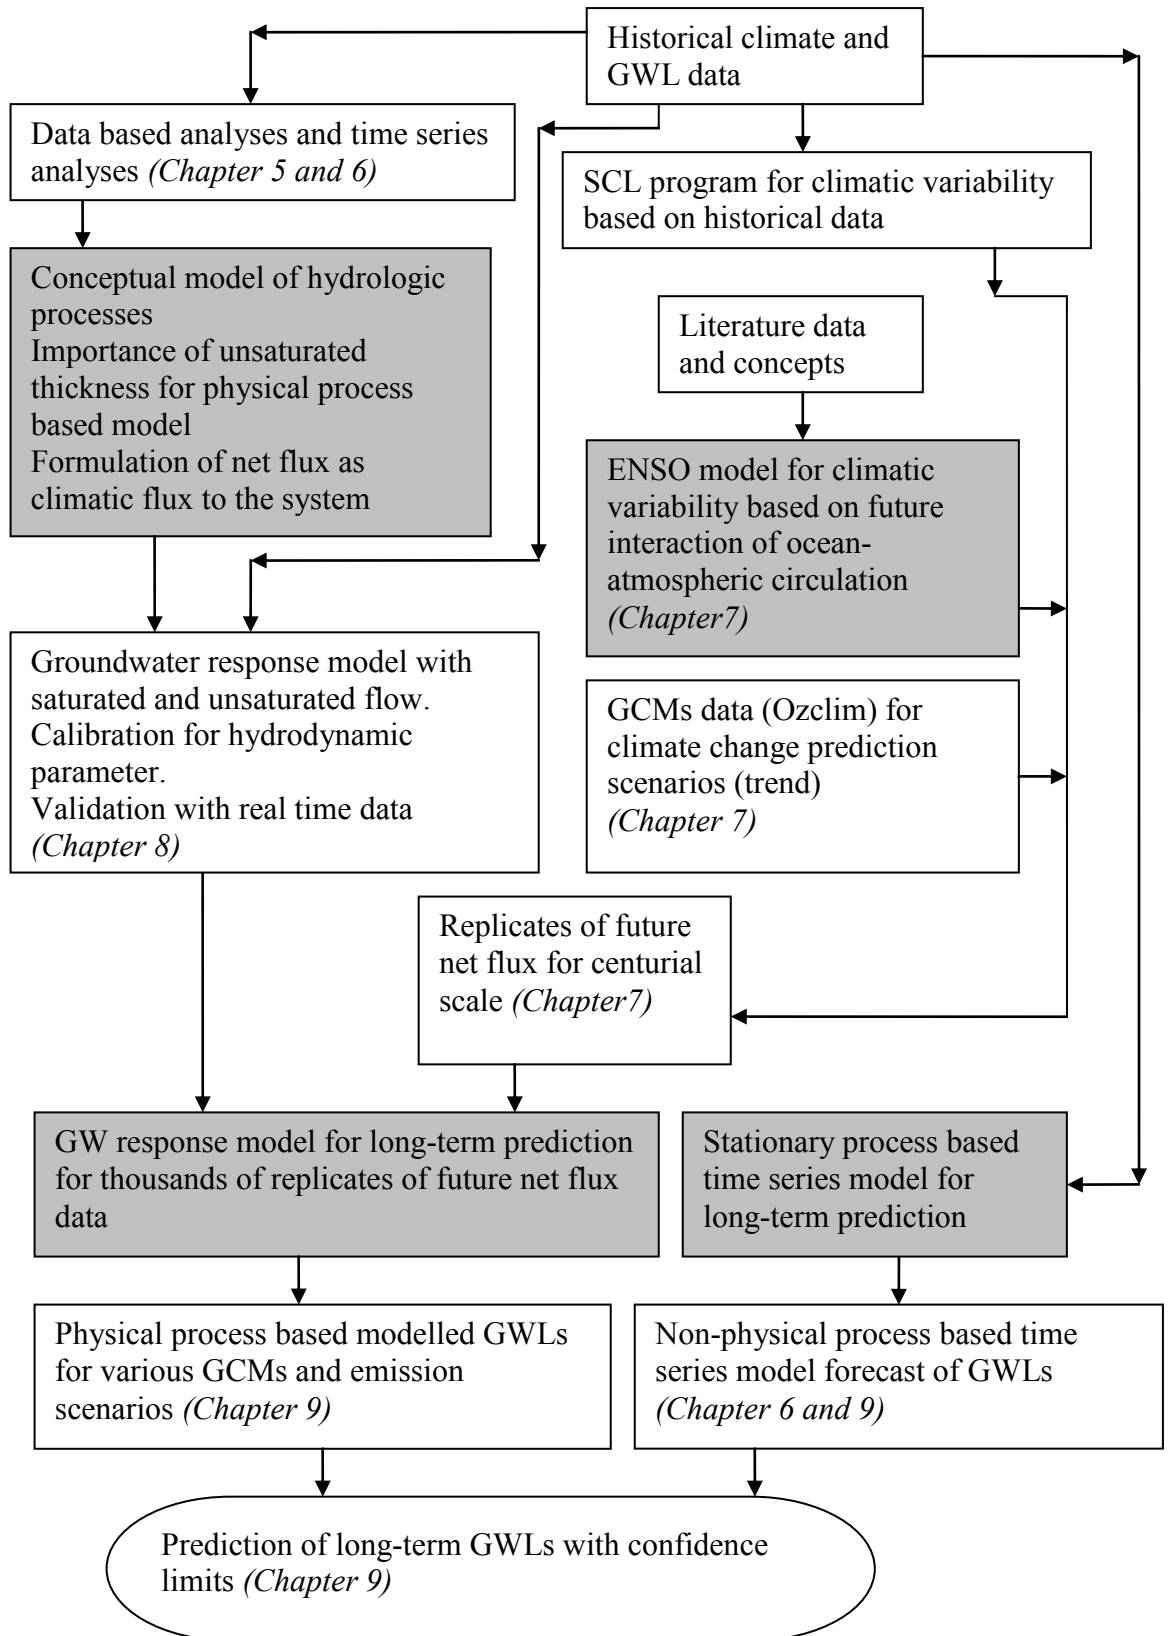 Historical climate and
GWL data
Data based analyses and time series
analyses (Chapter 5 and 6)
SCL program for climatic variability
based on historical data
Conceptual model of hydrologic
processes
Importance of unsaturated
thickness for physical process
based model
Formulation of net flux as
climatic flux to the system
Literature data
and concepts
ENSO model for climatic
variability based on future
interaction of ocean-
atmospheric circulation
(Chapter7)
Groundwater response model with
saturated and unsaturated flow.
Calibration for hydrodynamic
parameter.
Validation with real time data
(Chapter 8)
GCMs data (Ozclim) for
climate change prediction
scenarios (trend)
(Chapter 7)
Replicates of future
net flux for centurial
scale (Chapter7)
GW response model for long-term prediction
for thousands of replicates of future net flux
data
Stationary process based
time series model for
long-term prediction
Physical process based modelled GWLs
for various GCMs and emission
scenarios (Chapter 9)
Non-physical process based time
series model forecast of GWLs
(Chapter 6 and 9)
Prediction of long-term GWLs with confidence
limits (Chapter 9)